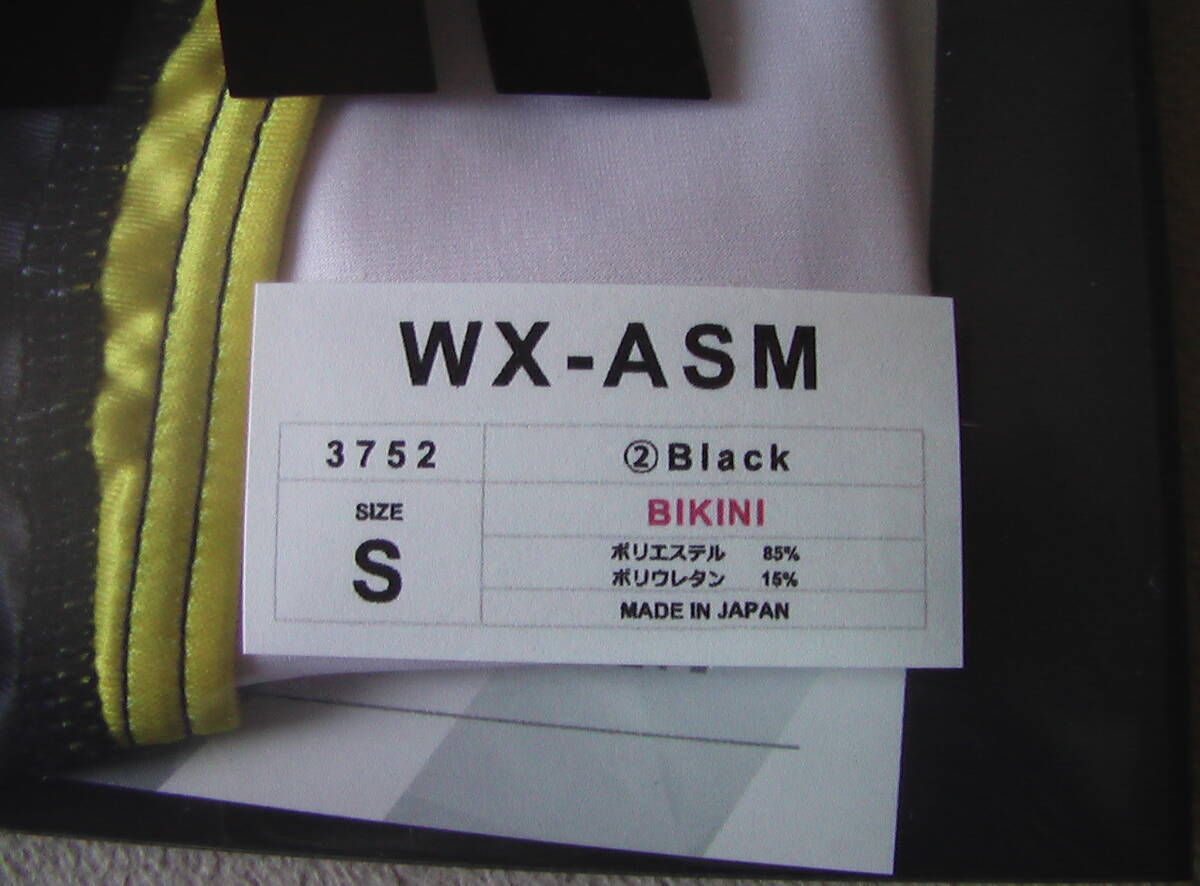 WX-ASM
3752
②Black
SIZE
S
BIKINI
ポリエステル 85%
ポリウレタン 15%
MADE IN JAPAN